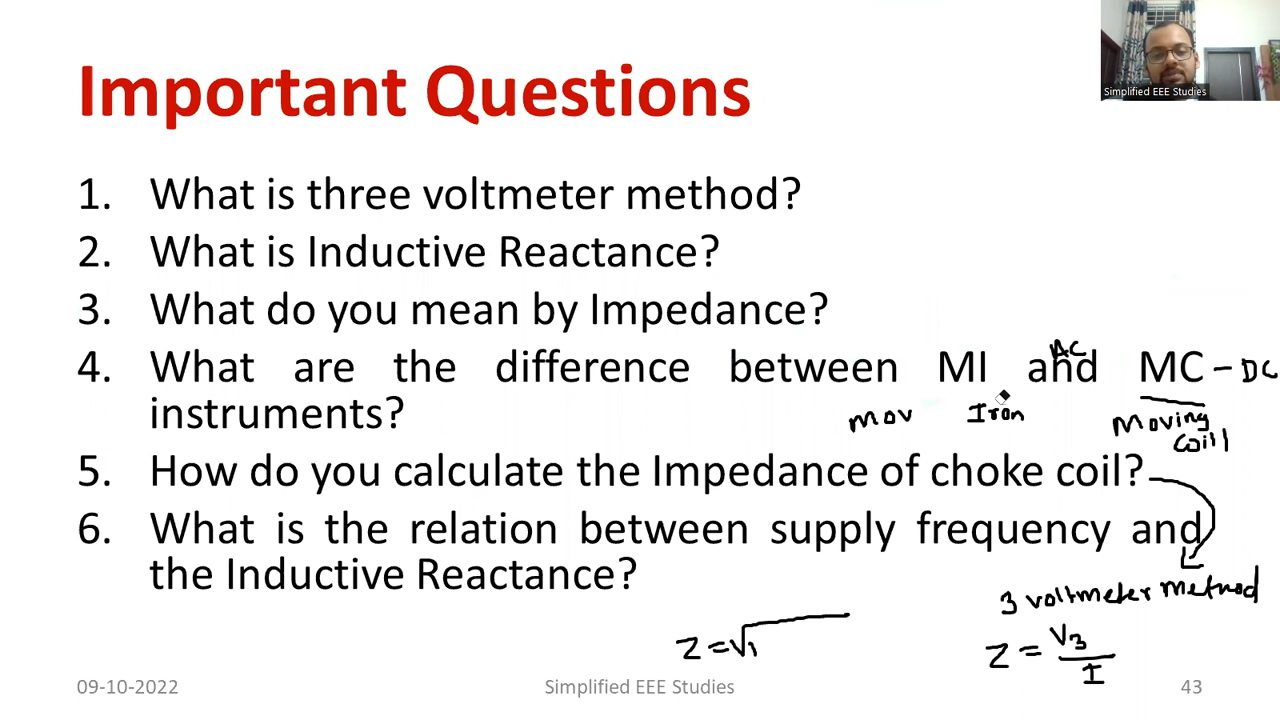 Simplified EEE Studies
Important Questions
1. What is three voltmeter method?
2. What is Inductive Reactance?
3. What do you mean by Impedance?
4. What are the difference between MI and MC
instruments?
AC
- DC
Mov
Iron
Moving
Coill
5. How do you calculate the Impedance of choke coil?
6. What is the relation between supply frequency and
the Inductive Reactance?
3 voltmeter method
Z = √
Z = V3
I
09-10-2022
Simplified EEE Studies
43